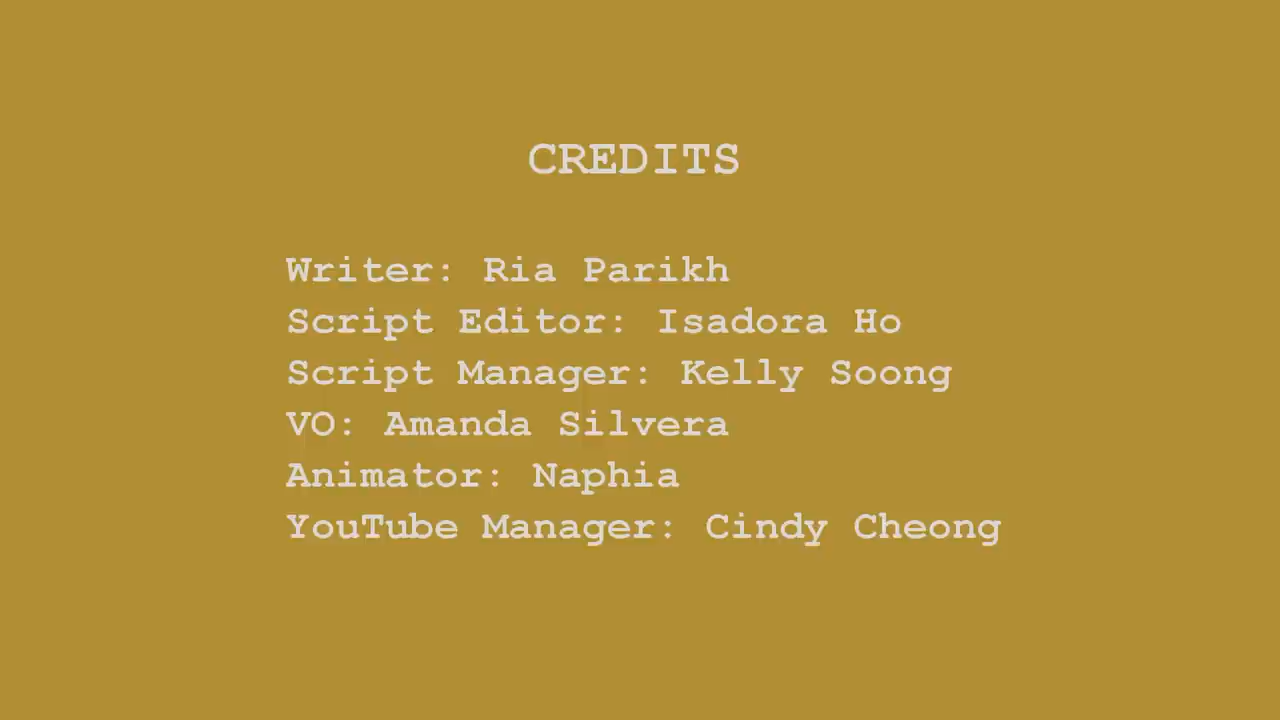 CREDITS
Writer: Ria Parikh
Script Editor: Isadora Ho
Script Manager: Kelly Soong
VO: Amanda Silvera
Animator: Naphia
YouTube Manager: Cindy Cheong